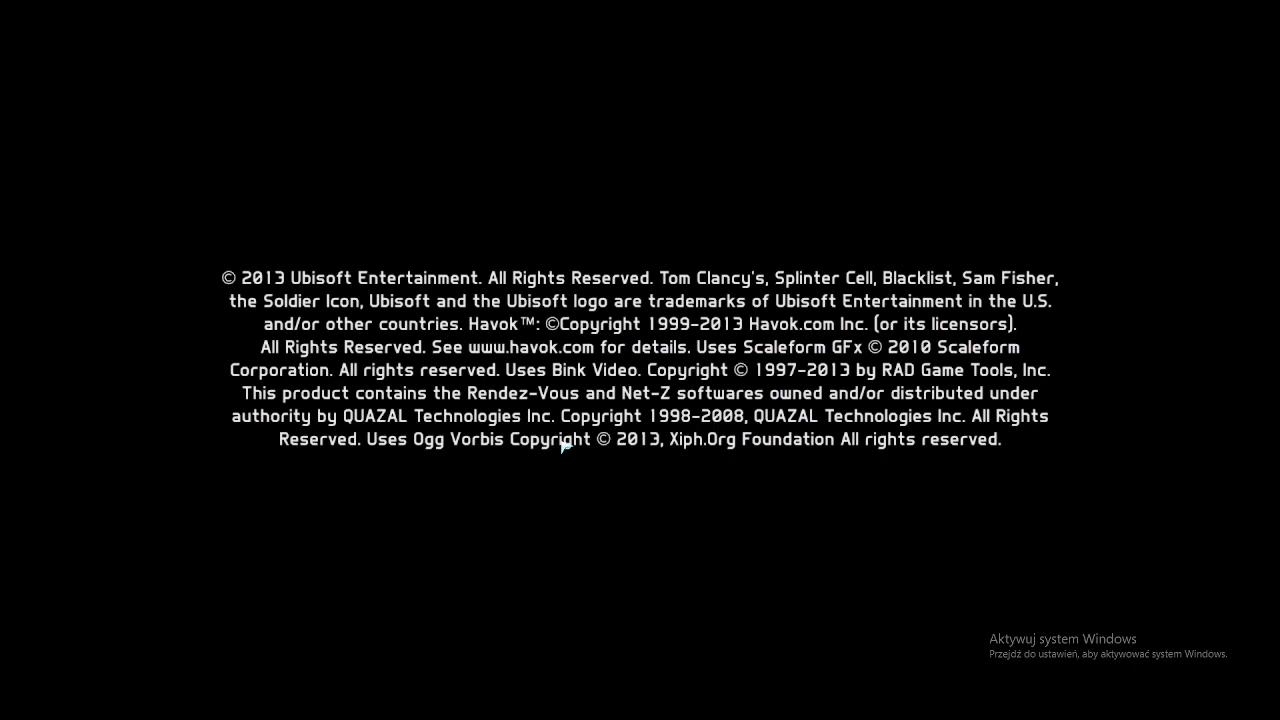 © 2013 Ubisoft Entertainment. All Rights Reserved. Tom Clancy's, Splinter Cell, Blacklist, Sam Fisher,
the Soldier Icon, Ubisoft and the Ubisoft logo are trademarks of Ubisoft Entertainment in the U.S.
and/or other countries. Havok™: ©Copyright 1999-2013 Havok.com Inc. (or its licensors).
All Rights Reserved. See www.havok.com for details. Uses Scaleform GFx © 2010 Scaleform
Corporation. All rights reserved. Uses Bink Video. Copyright © 1997-2013 by RAD Game Tools, Inc.
This product contains the Rendez-Vous and Net-Z softwares owned and/or distributed under
authority by QUAZAL Technologies Inc. Copyright 1998-2008, QUAZAL Technologies Inc. All Rights
Reserved. Uses Ogg Vorbis Copyright © 2013, Xiph.Org Foundation All rights reserved.
Aktywuj system Windows
Przejdź do ustawień, aby aktywować system Windows.